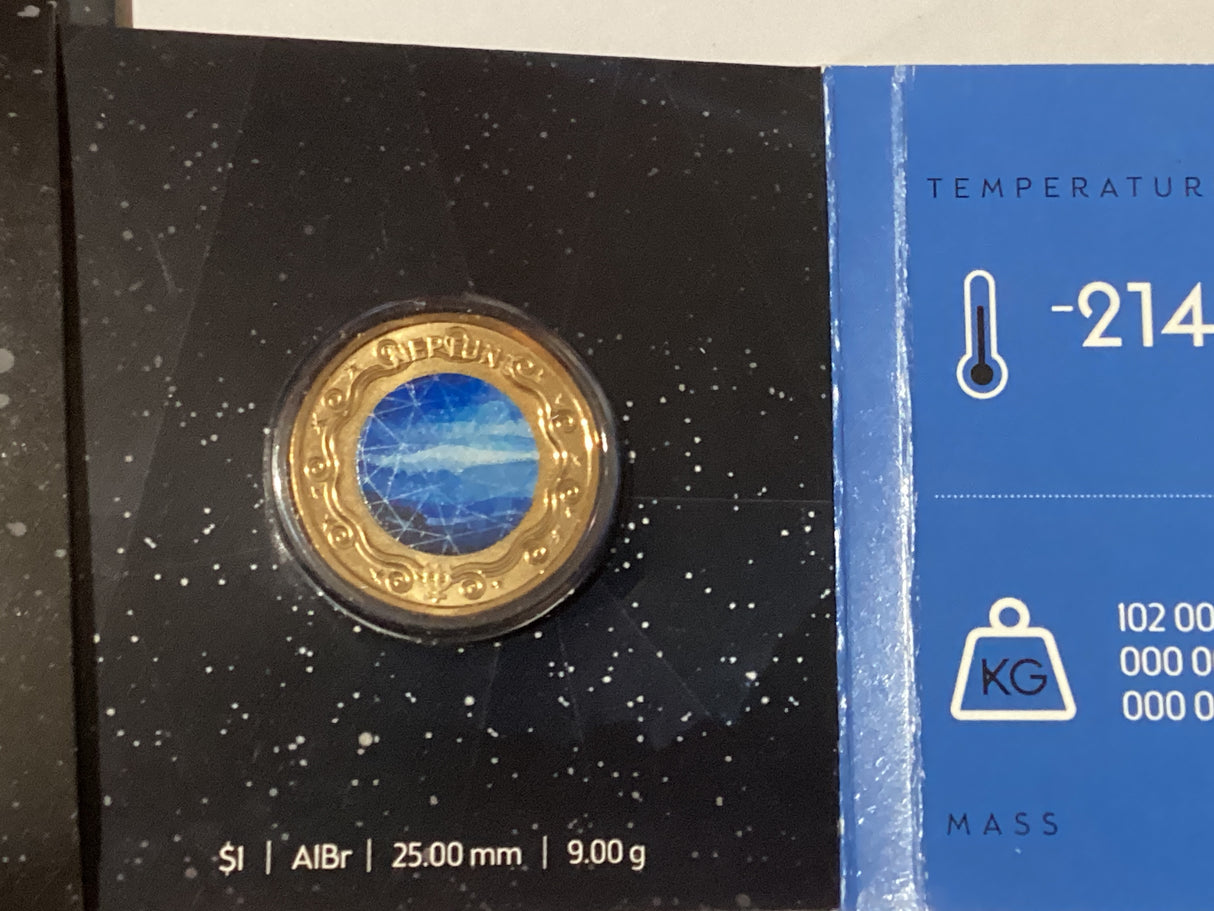 NEPTUNE
$1 | AlBr | 25.00 mm | 9.00 g
TEMPERATUR
-214
KG
102 00
000 0
000 0
MASS